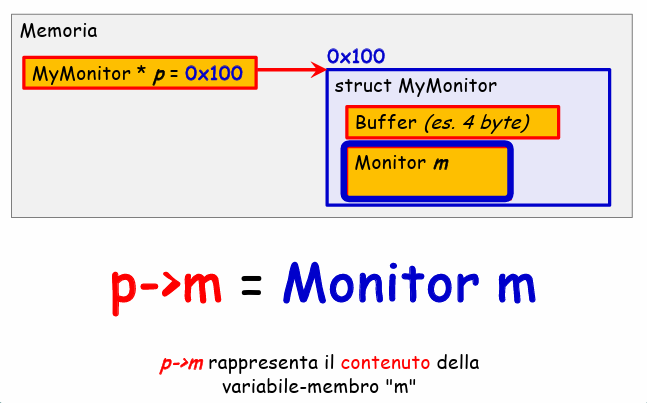 Memoria
MyMonitor * p = 0x100
0x100
struct MyMonitor
Buffer (es. 4 byte)
Monitor m
p->m = Monitor m
p->m rappresenta il contenuto della
variabile-membro "m"